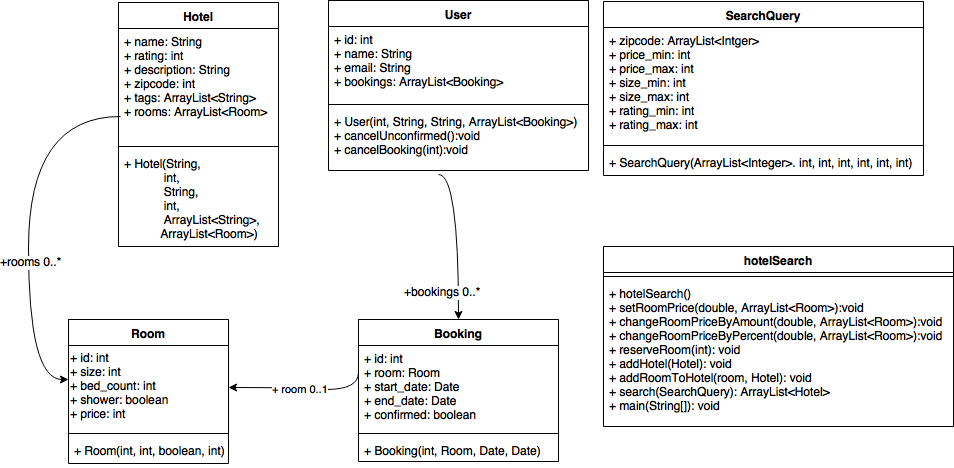 Hotel
+ name: String
+ rating: int
+ description: String
+ zipcode: int
+ tags: ArrayList<String>
+ rooms: ArrayList<Room>
+ Hotel(String,
int,
String,
int,
ArrayList<String>,
ArrayList<Room>)
User
+ id: int
+ name: String
+ email: String
+ bookings: ArrayList<Booking>
+ User(int, String, String, ArrayList<Booking>)
+ cancelUnconfirmed():void
+ cancelBooking(int):void
SearchQuery
+ zipcode: ArrayList<Intger>
+ price_min: int
+ price_max: int
+ size_min: int
+ size_max: int
+ rating_min: int
+ rating_max: int
+ SearchQuery(ArrayList<Integer>. int, int, int, int, int, int)
+rooms 0..*
+bookings 0..*
Room
+ id: int
+ size: int
+ bed_count: int
+ shower: boolean
+ price: int
+ Room(int, int, boolean, int)
+ room 0..1
Booking
+ id: int
+ room: Room
+ start_date: Date
+ end_date: Date
+ confirmed: boolean
+ Booking(int, Room, Date, Date)
hotelSearch
+ hotelSearch()
+ setRoomPrice(double, ArrayList<Room>):void
+ changeRoomPriceByAmount(double, ArrayList<Room>):void
+ changeRoomPriceByPercent(double, ArrayList<Room>):void
+ reserveRoom(int): void
+ addHotel(Hotel): void
+ addRoomToHotel(room, Hotel): void
+ search(SearchQuery): ArrayList<Hotel>
+ main(String[]): void